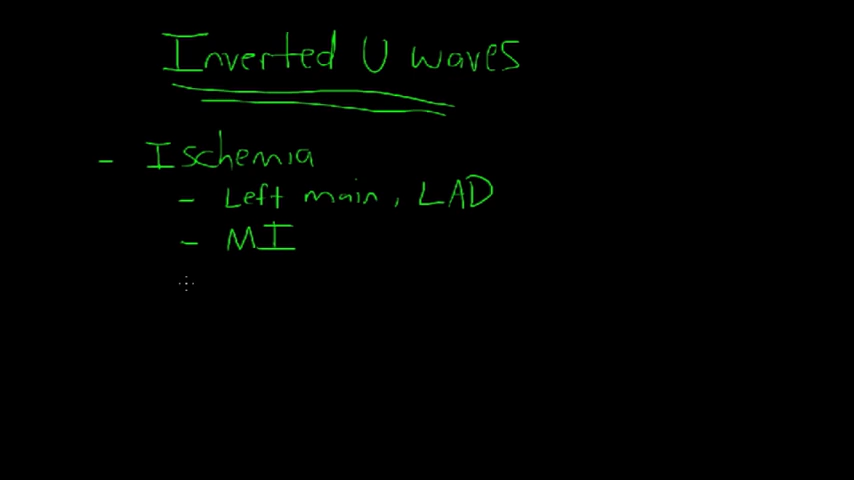 Inverted U waves
- Ischemia
- Left main, LAD
- MI